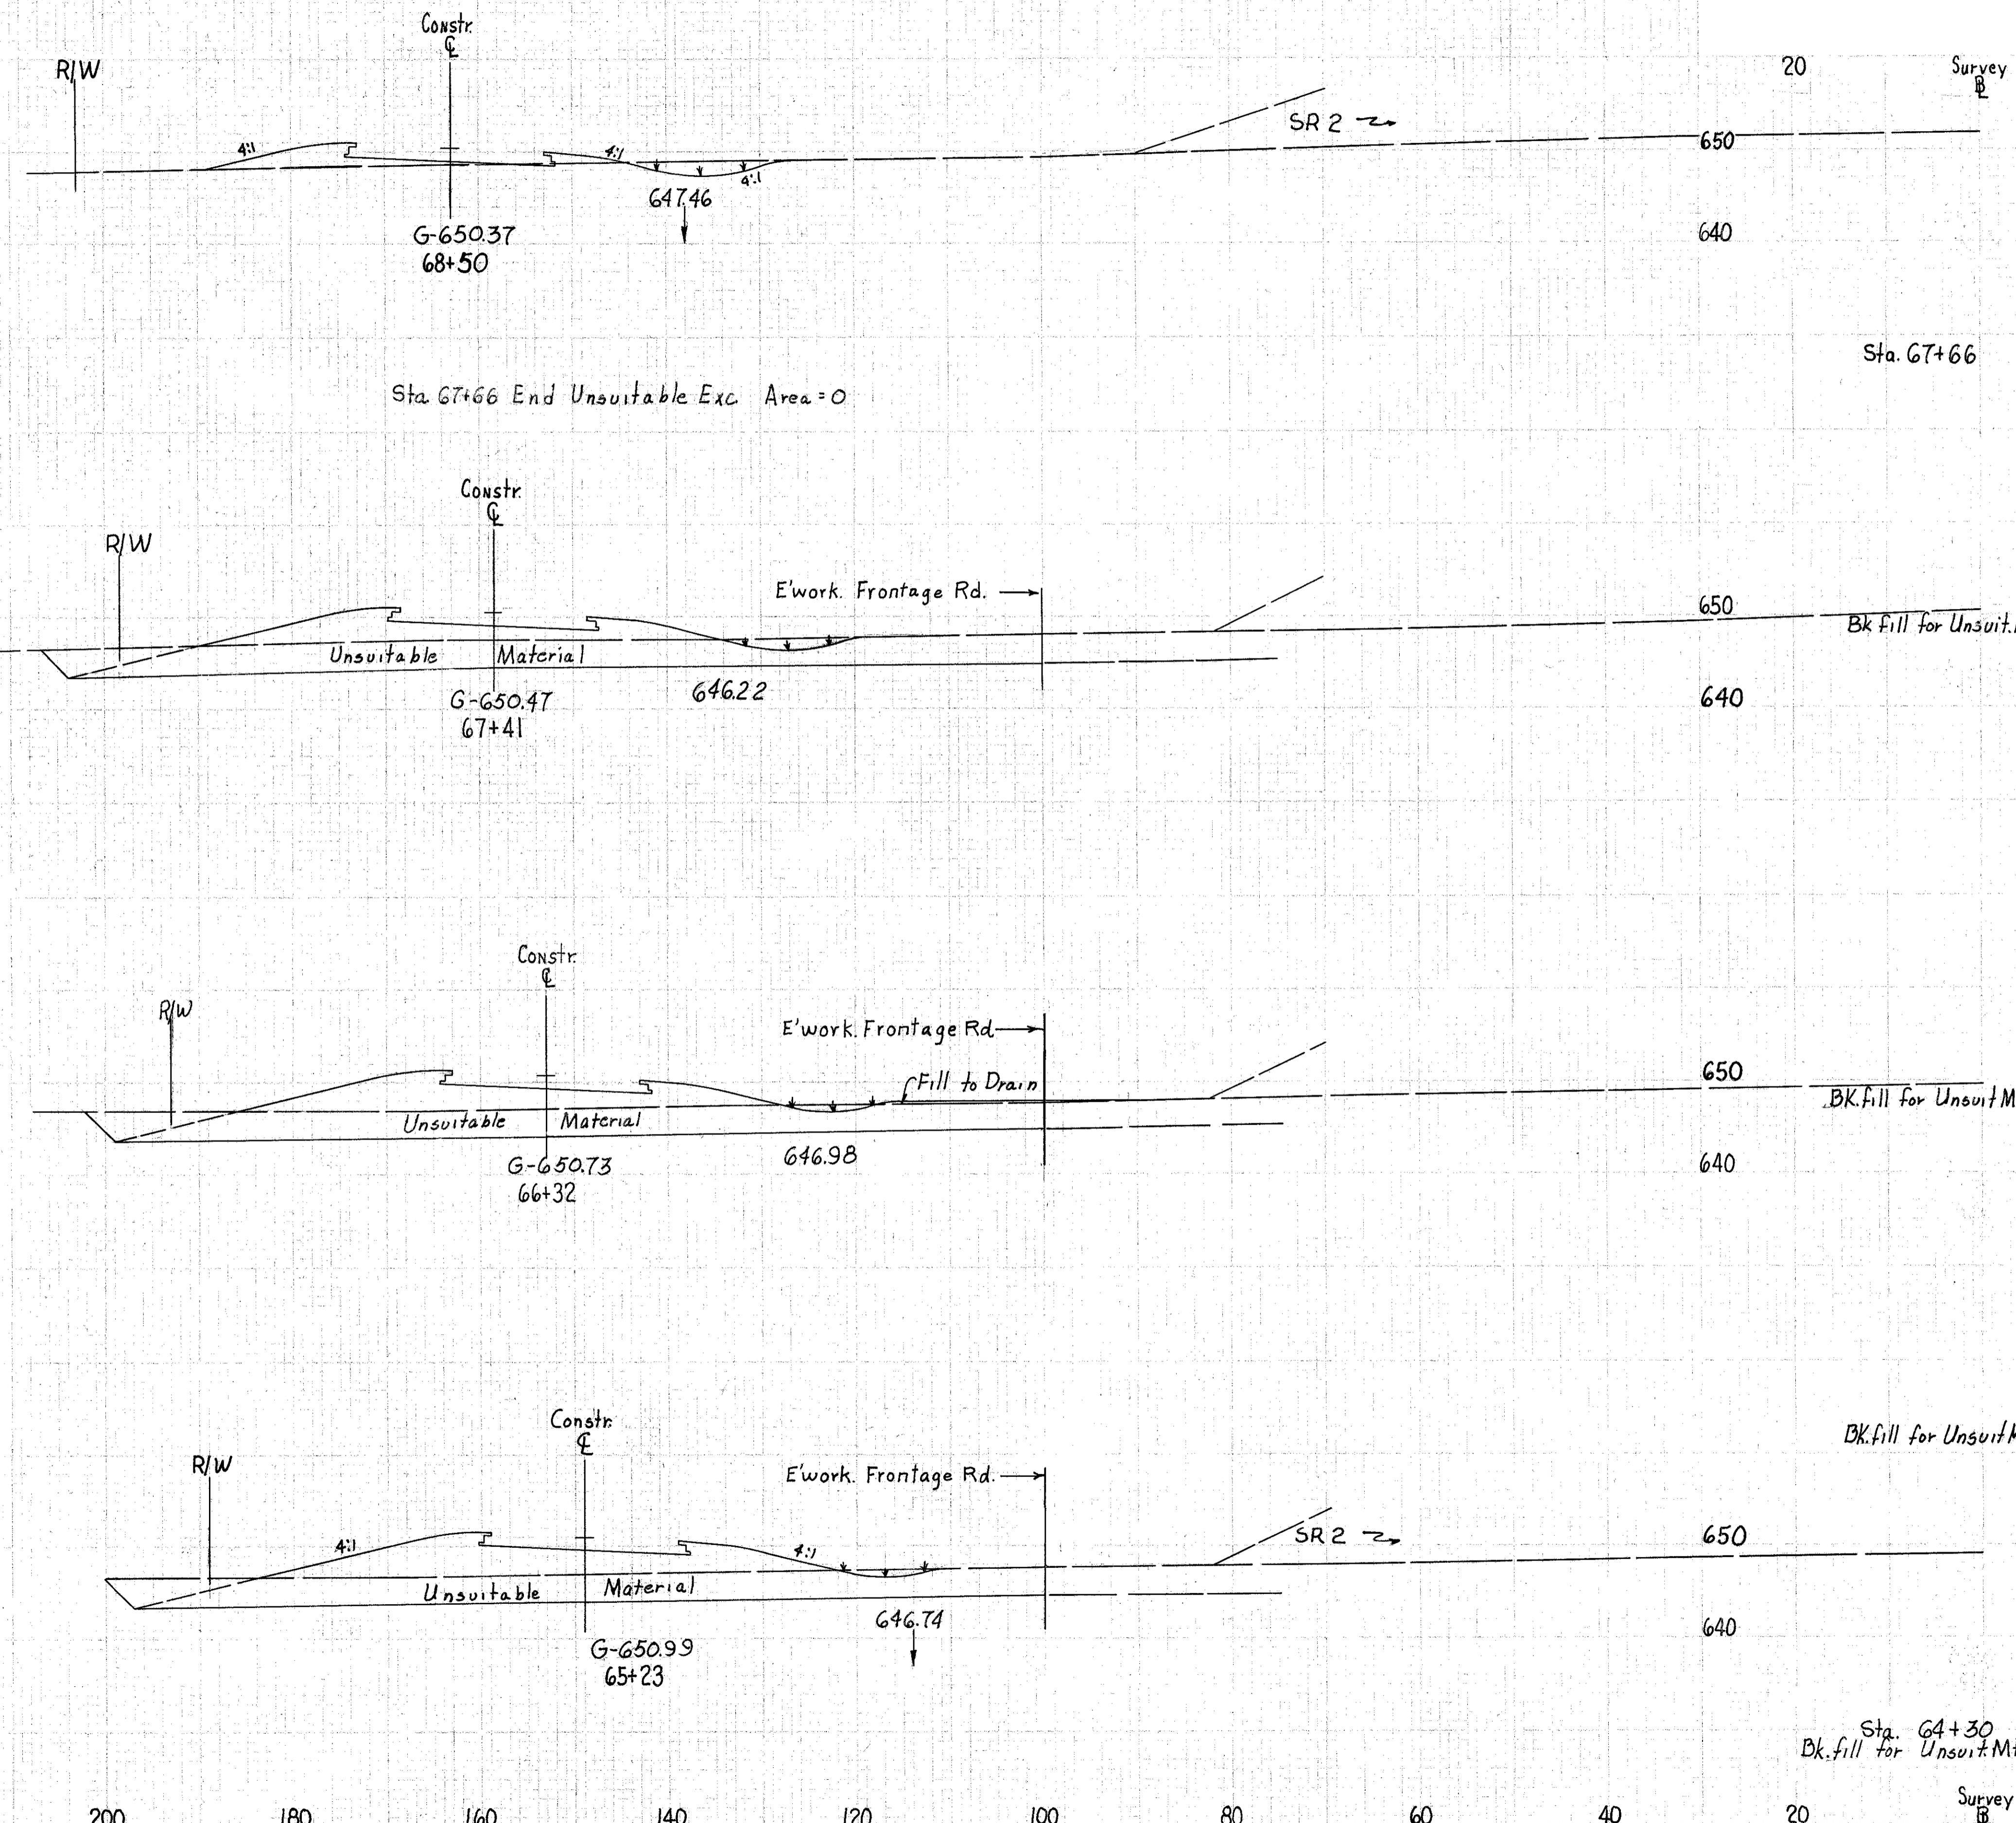 Constr.
℄
R/W
20
Survey
BL
SR 2
4:1
4:1
4:1
650
647.46
G-650.37
68+50
640
Sta. 67+66
Sta 67+66 End Unsuitable Exc. Area = 0
Constr.
℄
R/W
E'work. Frontage Rd.
650
Bk fill for Unsuit.
Unsuitable Material
646.22
G-650.47
67+41
640
Constr.
℄
R/W
E'work. Frontage Rd
Fill to Drain
650
BK.fill for Unsuit M
Unsuitable Material
646.98
G-650.73
66+32
640
Constr.
℄
BK.fill for Unsuit M
R/W
E'work. Frontage Rd.
SR 2
650
4:1
4:1
Unsuitable Material
646.74
640
G-650.99
65+23
Sta. 64+30
Bk.fill for Unsuit. Mt
Survey
BL
200 180 160 140 120 100 80 60 40 20